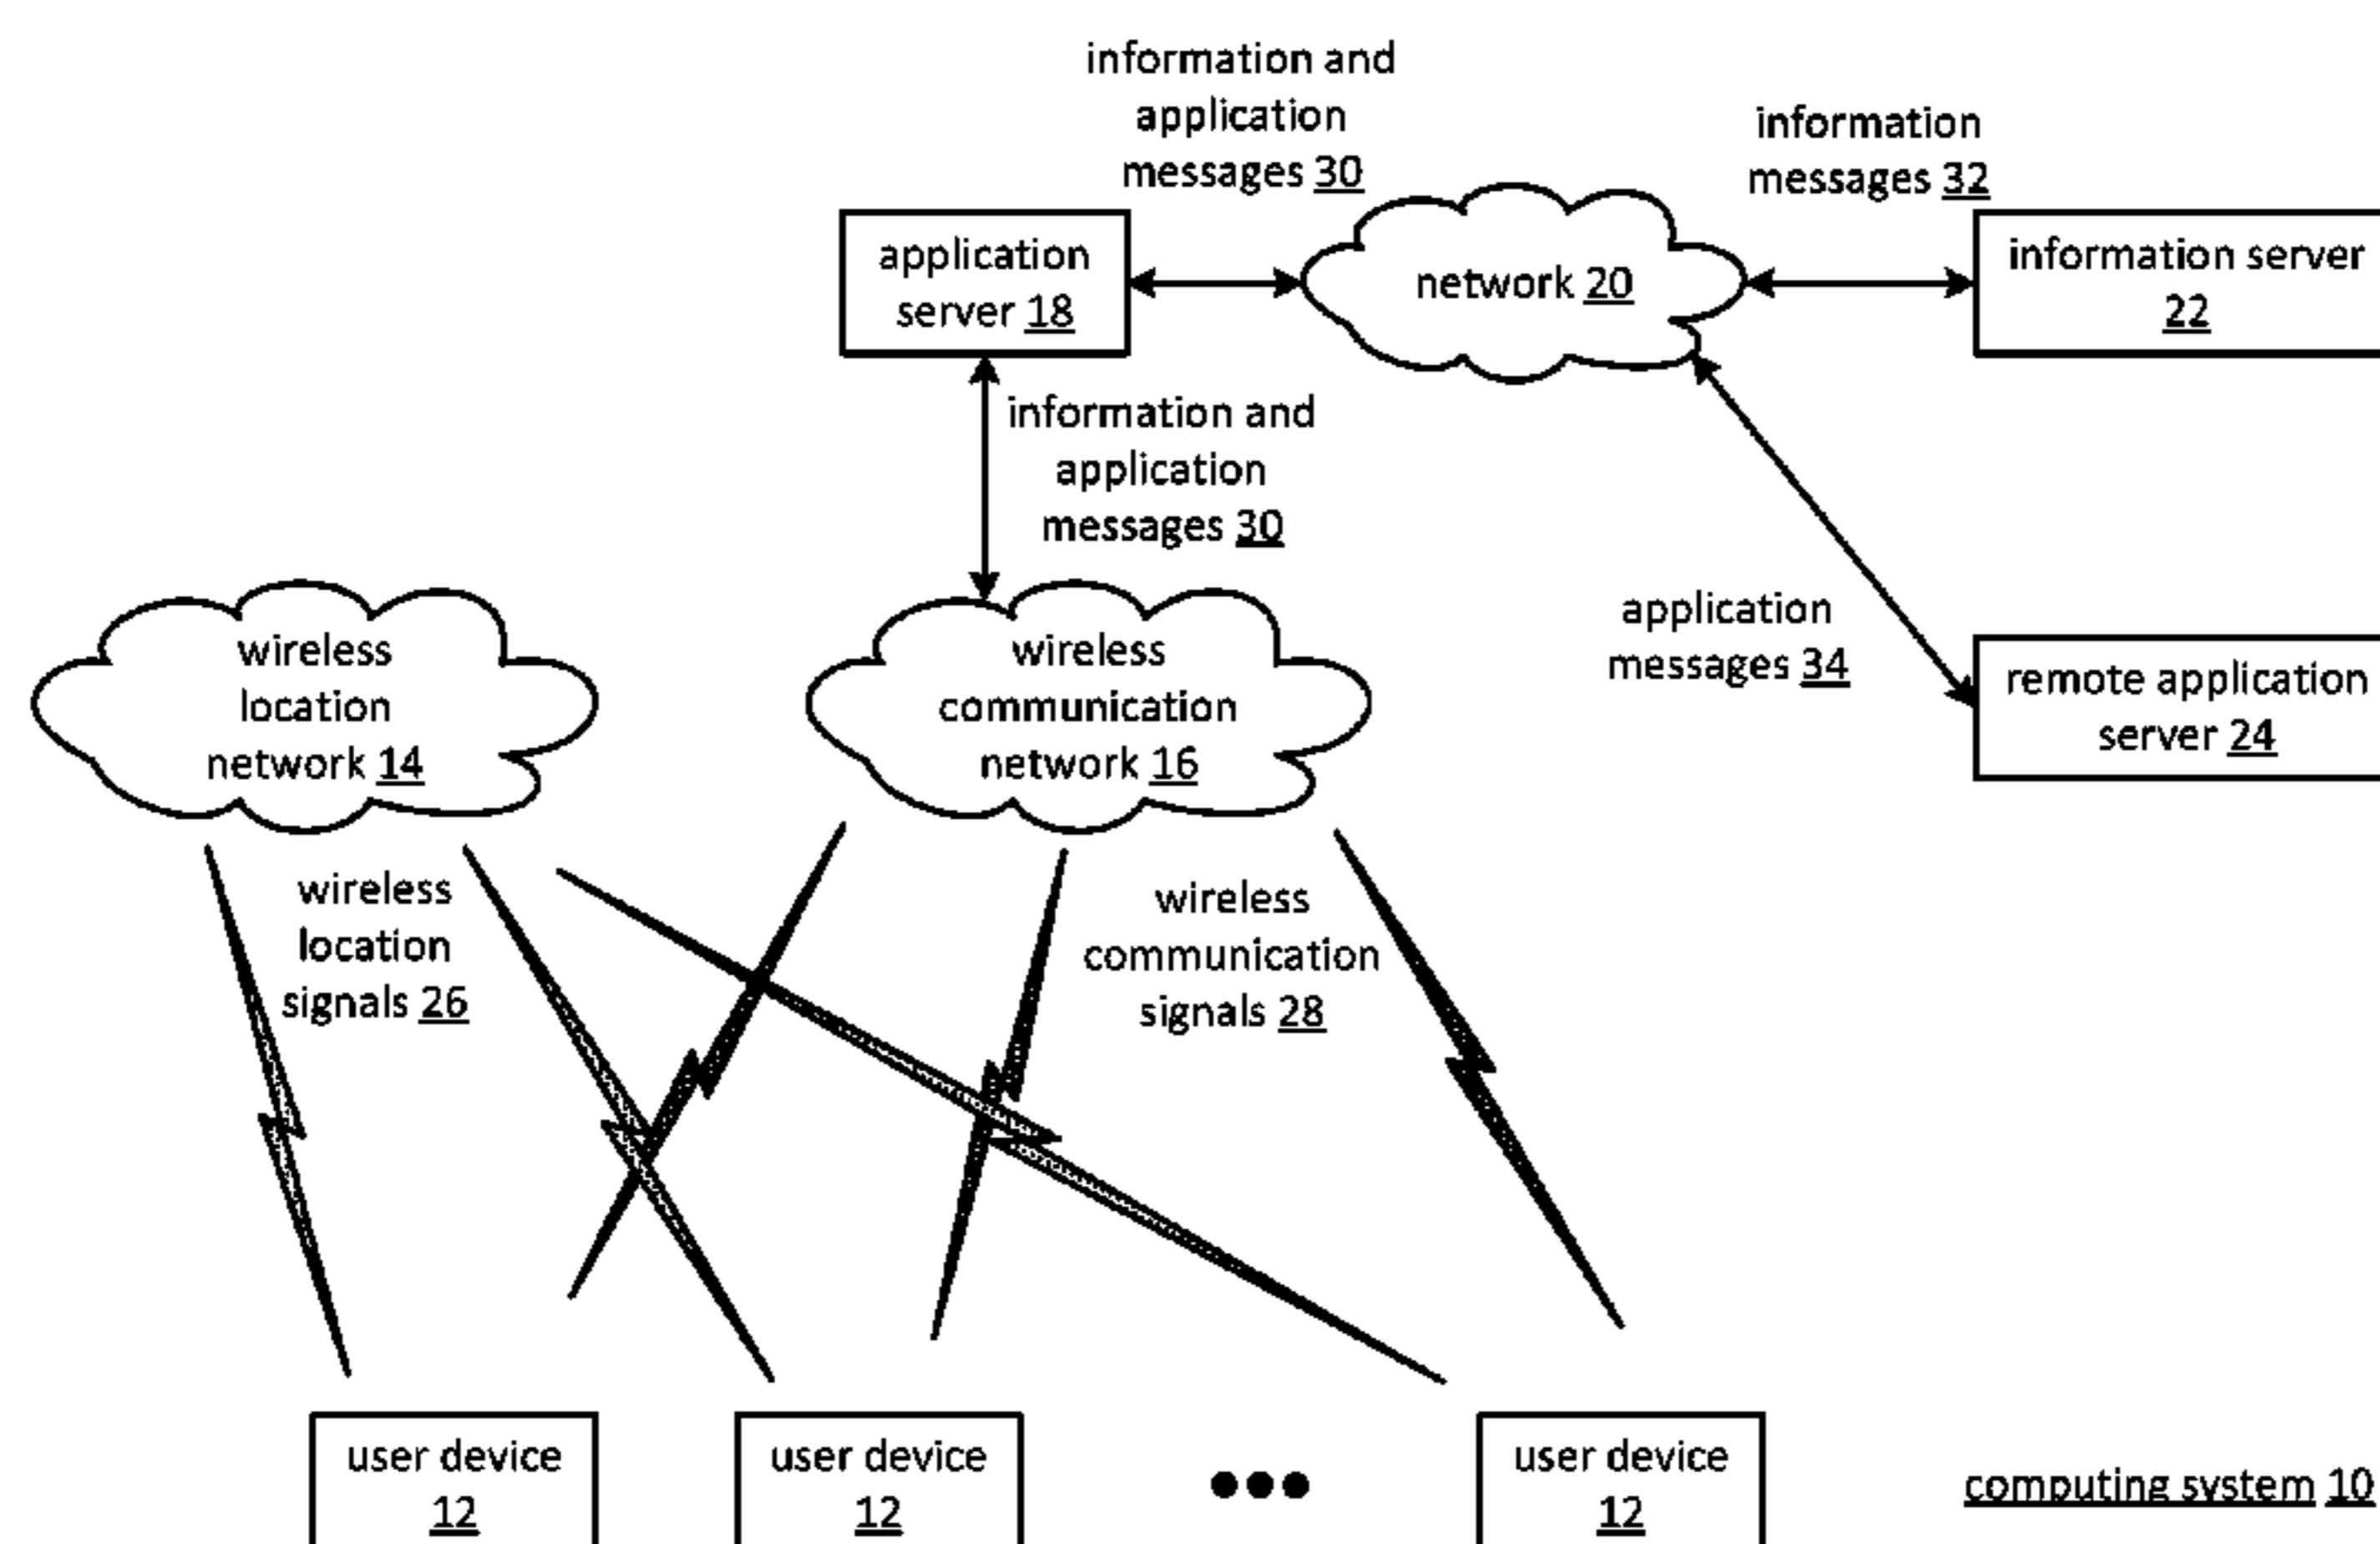 information and
application
messages 30
information
messages 32
application
server 18
network 20
information server
22
information and
application
messages 30
wireless
location
network 14
wireless
communication
network 16
application
messages 34
remote application
server 24
wireless
location
signals 26
wireless
communication
signals 28
user device
12
user device
12
user device
12
computing system 10